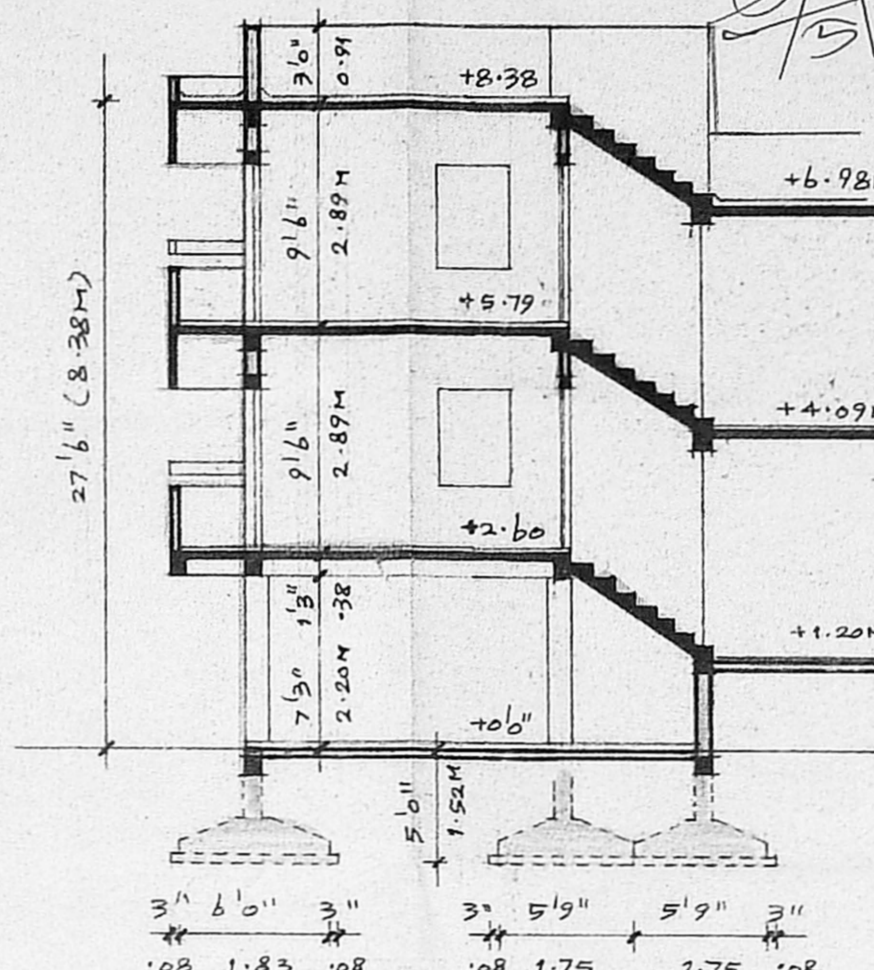 3'0"
0.91
+8.38
+6.98
9'6"
2.89M
+5.79
27'6" (8.38M)
+4.09
9'6"
2.89M
+2.60
1'3"
.38
+1.20M
7'3"
2.20M
+0'0"
5'0"
1.52M
3" 6'0" 3" 3" 5'9" 5'9" 3"
.08 1.83 .08 .08 1.75 1.75 .08